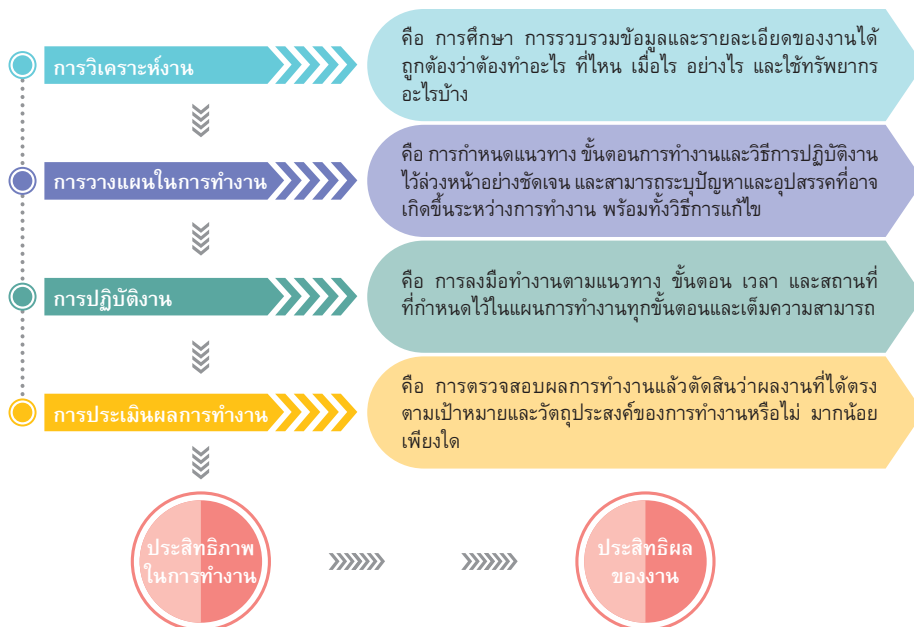 การวิเคราะห์งาน
คือ การศึกษา การรวบรวมข้อมูลและรายละเอียดของงานได้
ถูกต้องว่าต้องทำอะไร ที่ไหน เมื่อไร อย่างไร และใช้ทรัพยากร
อะไรบ้าง
การวางแผนในการทำงาน
คือ การกำหนดแนวทาง ขั้นตอนการทำงานและวิธีการปฏิบัติงาน
ไว้ล่วงหน้าอย่างชัดเจน และสามารถระบุปัญหาและอุปสรรคที่อาจ
เกิดขึ้นระหว่างการทำงาน พร้อมทั้งวิธีการแก้ไข
การปฏิบัติงาน
คือ การลงมือทำงานตามแนวทาง ขั้นตอน เวลา และสถานที่
ที่กำหนดไว้ในแผนการทำงานทุกขั้นตอนและเต็มความสามารถ
การประเมินผลการทำงาน
คือ การตรวจสอบผลการทำงานแล้วตัดสินว่าผลงานที่ได้ตรง
ตามเป้าหมายและวัตถุประสงค์ของการทำงานหรือไม่ มากน้อย
เพียงใด
ประสิทธิภาพ
ในการทำงาน
ประสิทธิผล
ของงาน